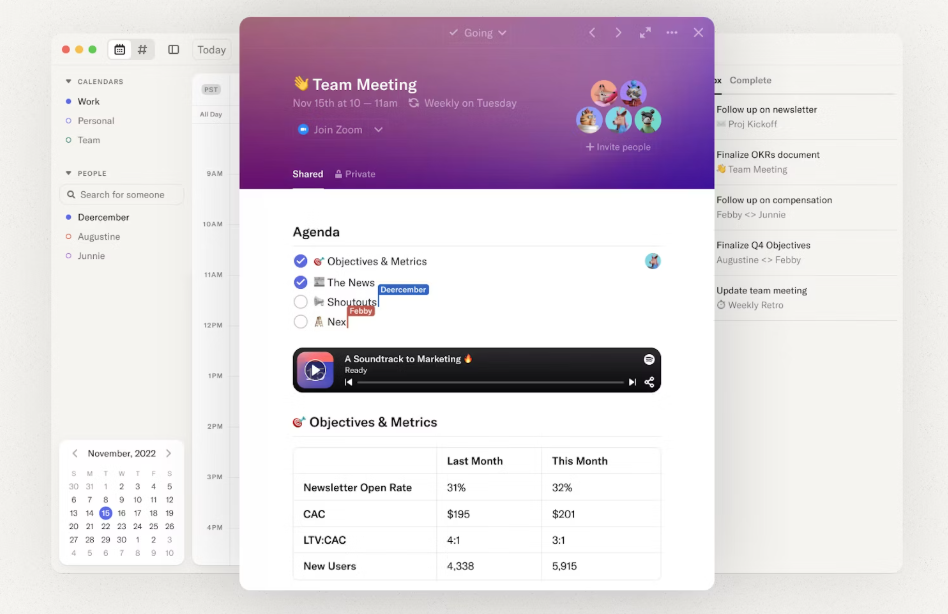 Today
CALENDARS
Work
Personal
Team
PEOPLE
Search for someone
Deercember
Augustine
Junnie
November, 2022
S M T W T F S
30 31 1 2 3 4 5
6 7 8 9 10 11 12
13 14 15 16 17 18 19
20 21 22 23 24 25 26
27 28 29 30 1 2 3
4 5 6 7 8 9 10
PST
All Day
9AM
10AM
11AM
12PM
1PM
2PM
3PM
4PM
Going
👋 Team Meeting
Nov 15th at 10 — 11am Weekly on Tuesday
Join Zoom
+ Invite people
Shared Private
Agenda
🎯 Objectives & Metrics
📰 The News
Deercember
📣 Shoutouts
Febby
Nex
A Soundtrack to Marketing 🔥
Ready
🎯 Objectives & Metrics
Last Month This Month
Newsletter Open Rate 31% 32%
CAC $195 $201
LTV:CAC 4:1 3:1
New Users 4,338 5,915
Complete
Follow up on newsletter
Proj Kickoff
Finalize OKRs document
👋 Team Meeting
Follow up on compensation
Febby <> Junnie
Finalize Q4 Objectives
Augustine <> Febby
Update team meeting
⏱ Weekly Retro